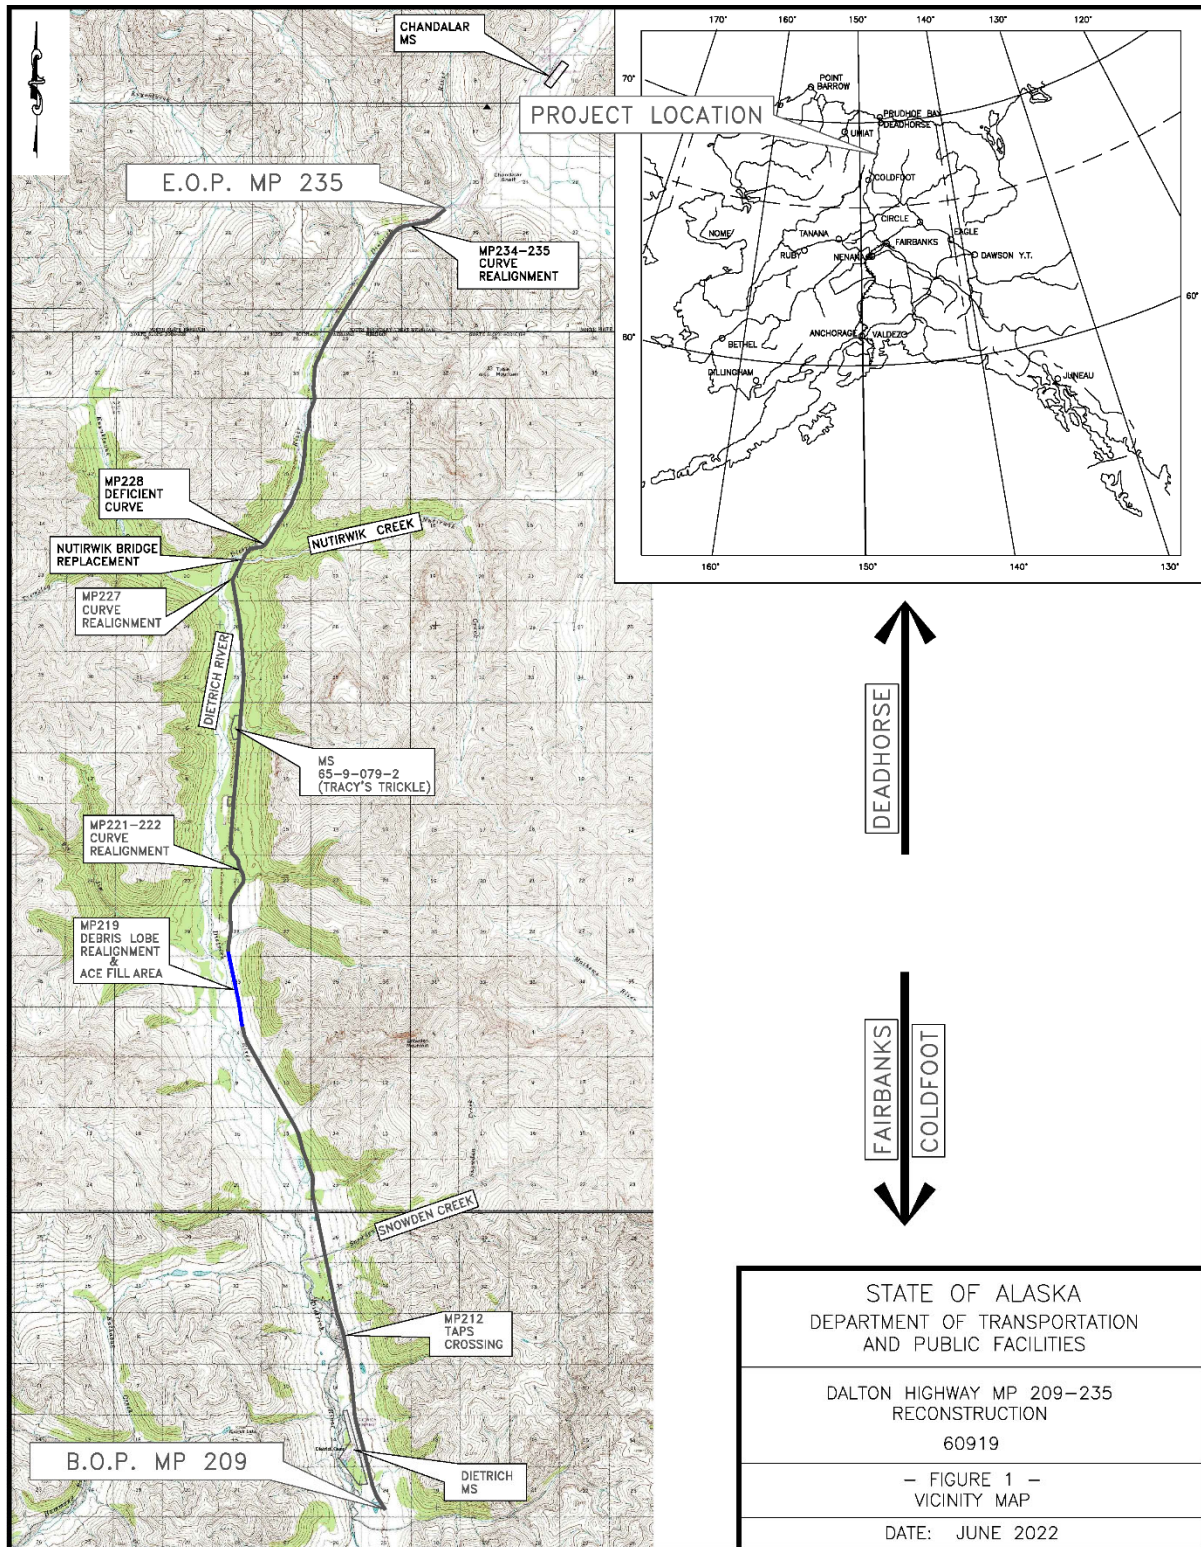 CHANDALAR
MS
E.O.P. MP 235
MP234-235
CURVE
REALIGNMENT
MP228
DEFICIENT
CURVE
NUTIRWIK CREEK
NUTIRWIK BRIDGE
REPLACEMENT
MP227
CURVE
REALIGNMENT
DIETRICH RIVER
MS
65-9-079-2
(TRACY'S TRICKLE)
MP221-222
CURVE
REALIGNMENT
MP219
DEBRIS LOBE
REALIGNMENT
&
ACE FILL AREA
SNOWDEN CREEK
MP212
TAPS
CROSSING
B.O.P. MP 209
DIETRICH
MS
170°
160°
150°
140°
130°
120°
70°
POINT
BARROW
PROJECT LOCATION
PRUDHOE BAY
DEADHORSE
UMIAT
COLDFOOT
CIRCLE
EAGLE
NOME
TANANA
FAIRBANKS
RUBY
NENANA
DAWSON Y.T.
60°
60°
ANCHORAGE
VALDEZ
BETHEL
DILLINGHAM
JUNEAU
160°
150°
140°
130°
DEADHORSE
FAIRBANKS
COLDFOOT
STATE OF ALASKA
DEPARTMENT OF TRANSPORTATION
AND PUBLIC FACILITIES
DALTON HIGHWAY MP 209-235
RECONSTRUCTION
60919
- FIGURE 1 -
VICINITY MAP
DATE: JUNE 2022